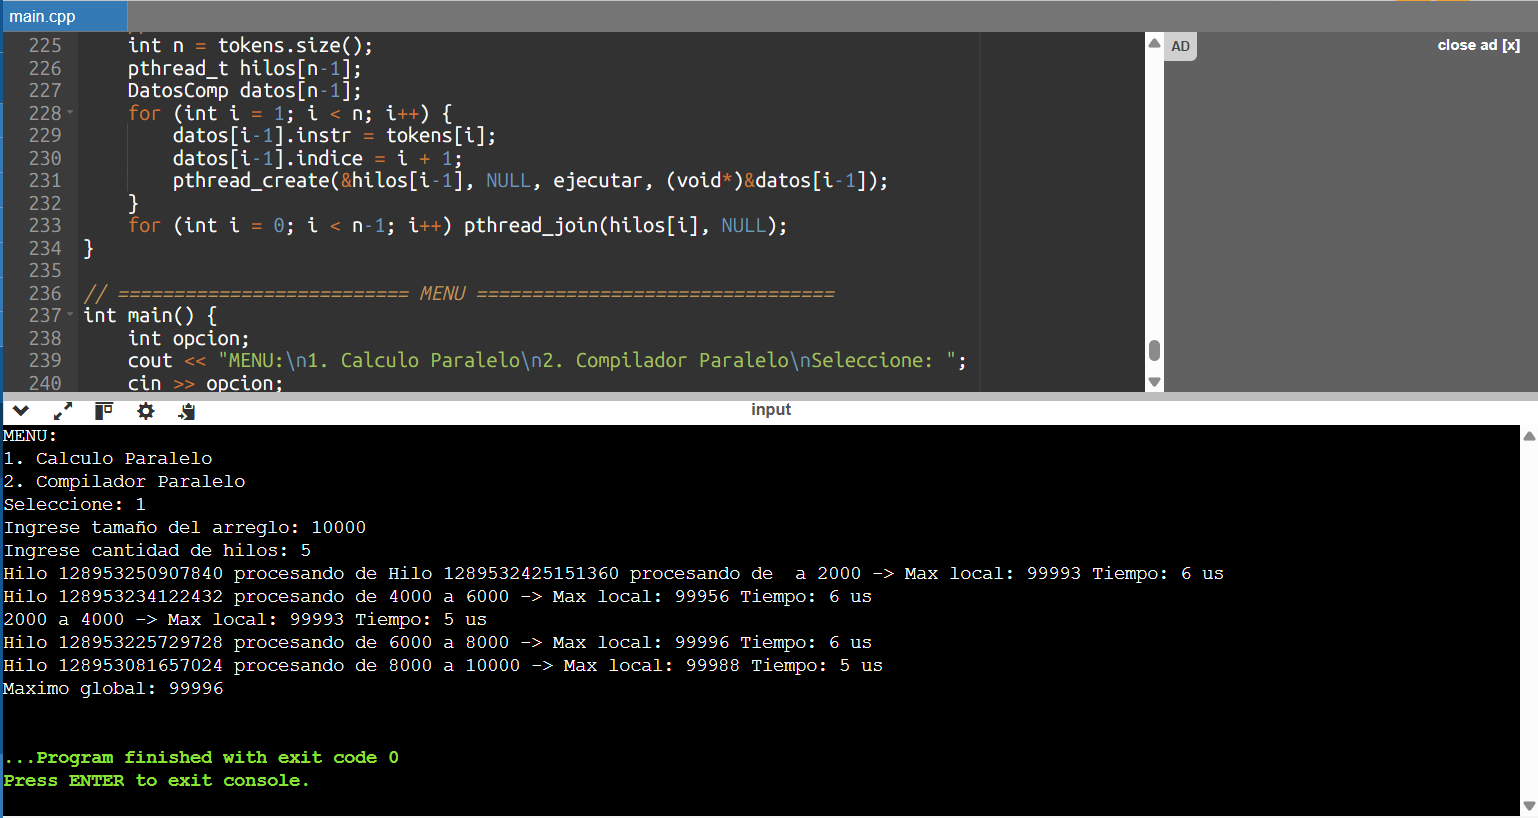 main.cpp
225 int n = tokens.size();
226 pthread_t hilos[n-1];
227 DatosComp datos[n-1];
228 for (int i = 1; i < n; i++) {
229 datos[i-1].instr = tokens[i];
230 datos[i-1].indice = i + 1;
231 pthread_create(&hilos[i-1], NULL, ejecutar, (void*)&datos[i-1]);
232 }
233 for (int i = 0; i < n-1; i++) pthread_join(hilos[i], NULL);
234 }
235
236 // ========================== MENU ================================
237 int main() {
238 int opcion;
239 cout << "MENU:\n1. Calculo Paralelo\n2. Compilador Paralelo\nSeleccione: ";
240 cin >> opcion;
AD
close ad [x]
input
MENU:
1. Calculo Paralelo
2. Compilador Paralelo
Seleccione: 1
Ingrese tamaño del arreglo: 10000
Ingrese cantidad de hilos: 5
Hilo 128953250907840 procesando de Hilo 1289532425151360 procesando de  a 2000 -> Max local: 99993 Tiempo: 6 us
Hilo 128953234122432 procesando de 4000 a 6000 -> Max local: 99956 Tiempo: 6 us
2000 a 4000 -> Max local: 99993 Tiempo: 5 us
Hilo 128953225729728 procesando de 6000 a 8000 -> Max local: 99996 Tiempo: 6 us
Hilo 128953081657024 procesando de 8000 a 10000 -> Max local: 99988 Tiempo: 5 us
Maximo global: 99996
...Program finished with exit code 0
Press ENTER to exit console.